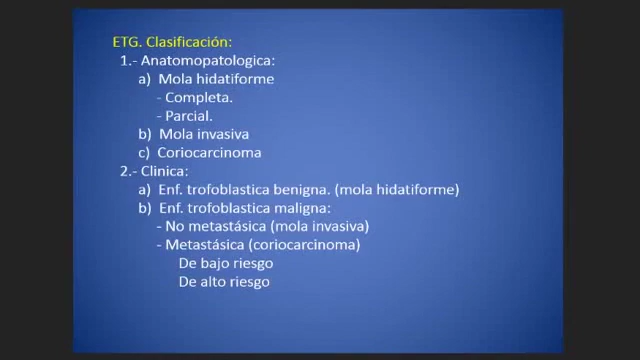 ETG. Clasificación:
1.- Anatomopatologica:
a) Mola hidatiforme
- Completa.
- Parcial.
b) Mola invasiva
c) Coriocarcinoma
2.- Clinica:
a) Enf. trofoblastica benigna. (mola hidatiforme)
b) Enf. trofoblastica maligna:
- No metastásica (mola invasiva)
- Metastásica (coriocarcinoma)
De bajo riesgo
De alto riesgo